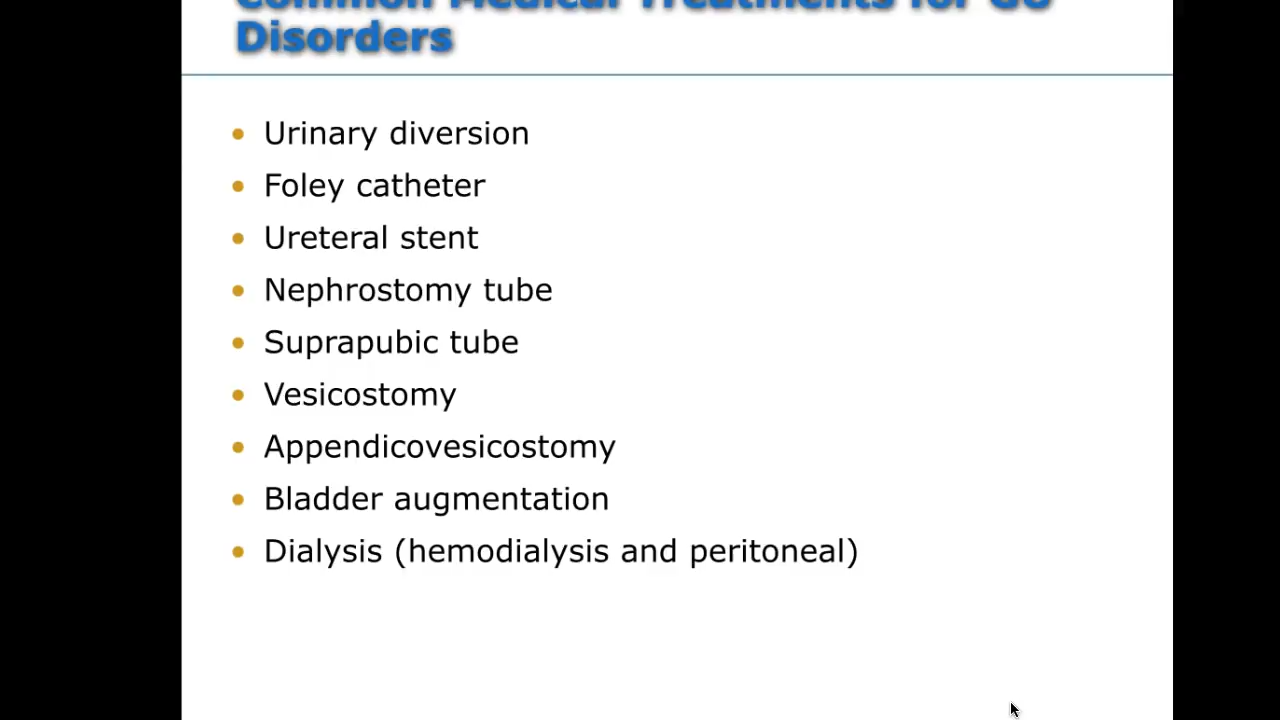 Common Medical Treatments for GU
Disorders
Urinary diversion
Foley catheter
Ureteral stent
Nephrostomy tube
Suprapubic tube
Vesicostomy
Appendicovesicostomy
Bladder augmentation
Dialysis (hemodialysis and peritoneal)